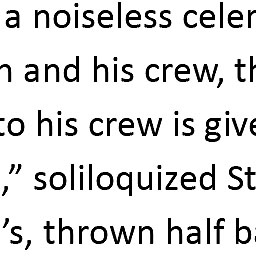 a noiseless celer
n and his crew, th
to his crew is give
,” soliloquized St
’s, thrown half ba